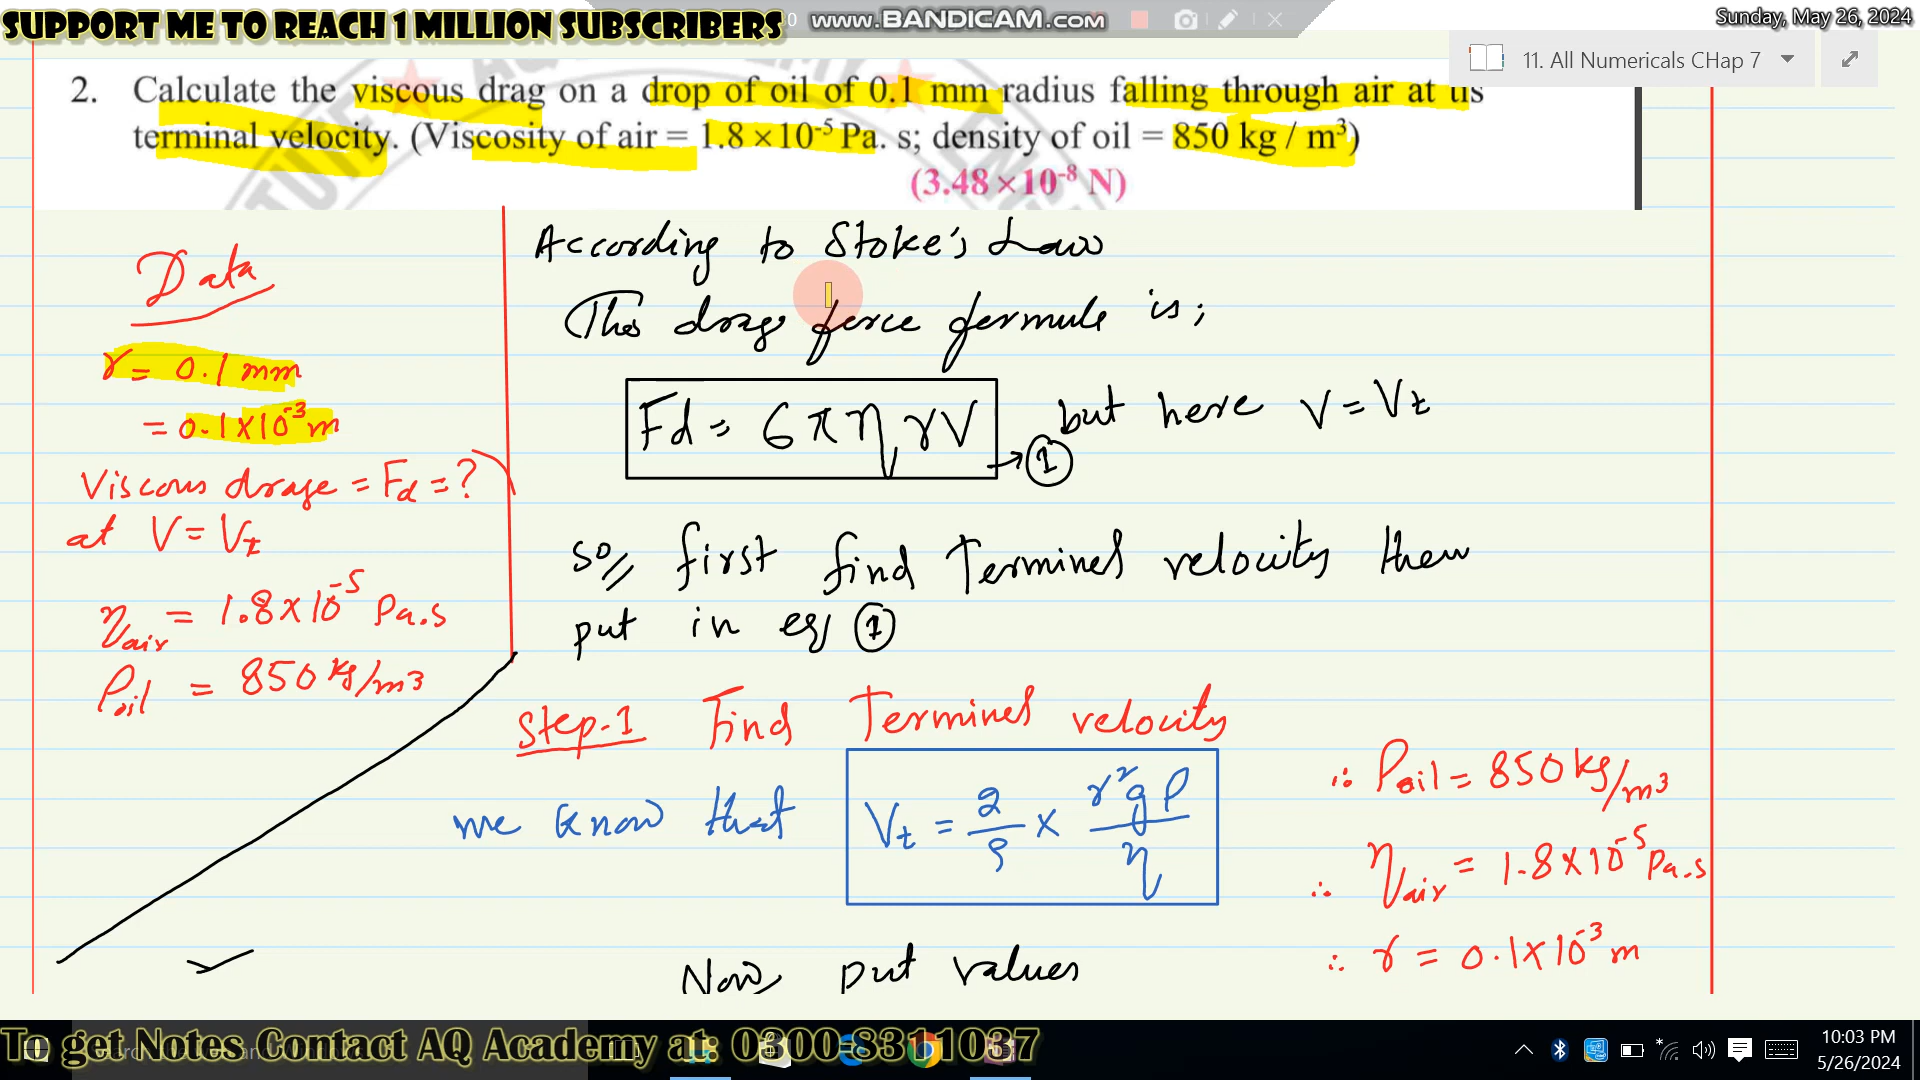 SUPPORT ME TO REACH 1 MILLION SUBSCRIBERS
www.BANDICAM.com
Sunday, May 26, 2024
11. All Numericals CHap 7
2. Calculate the viscous drag on a drop of oil of 0.1 mm radius falling through air at its
terminal velocity. (Viscosity of air = 1.8 ×10⁻⁵ Pa. s; density of oil = 850 kg / m³)
(3.48 ×10⁻⁸ N)
Data
r = 0.1 mm
= 0.1 x 10⁻³ m
Viscous drage = Fd = ?
at V = Vt
ηair = 1.8 x 10⁻⁵ Pa.s
ρoil = 850 kg/m³
According to Stoke's Law
The drag force formula is;
Fd = 6πηrV → ①
but here V = Vt
so, first find Terminal velocity then
put in eq ①
Step-1 Find Terminal velocity
we know that Vt = 2/9 x r²gρ/η
∴ ρoil = 850 kg/m³
∴ ηair = 1.8 x 10⁻⁵ Pa.s
∴ r = 0.1 x 10⁻³ m
Now put values
To get Notes Contact AQ Academy at: 0300-8311037
10:03 PM
5/26/2024